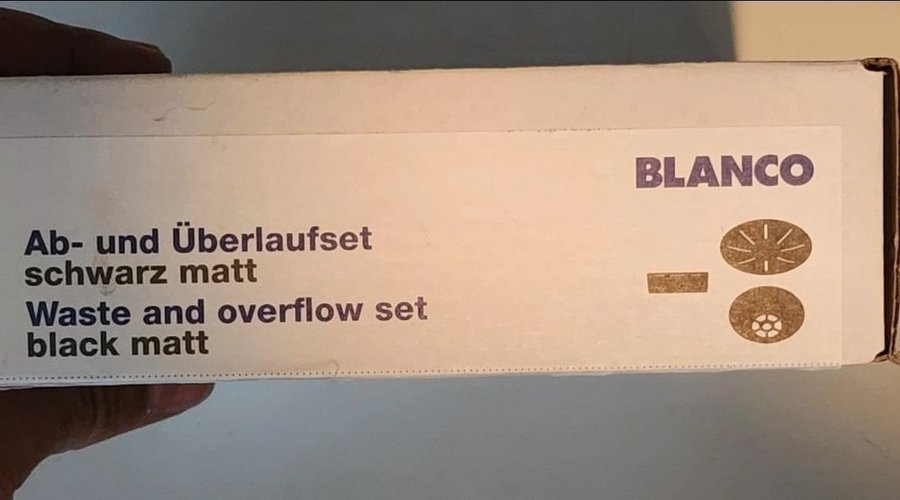 BLANCO
Ab- und Überlaufset
schwarz matt
Waste and overflow set
black matt